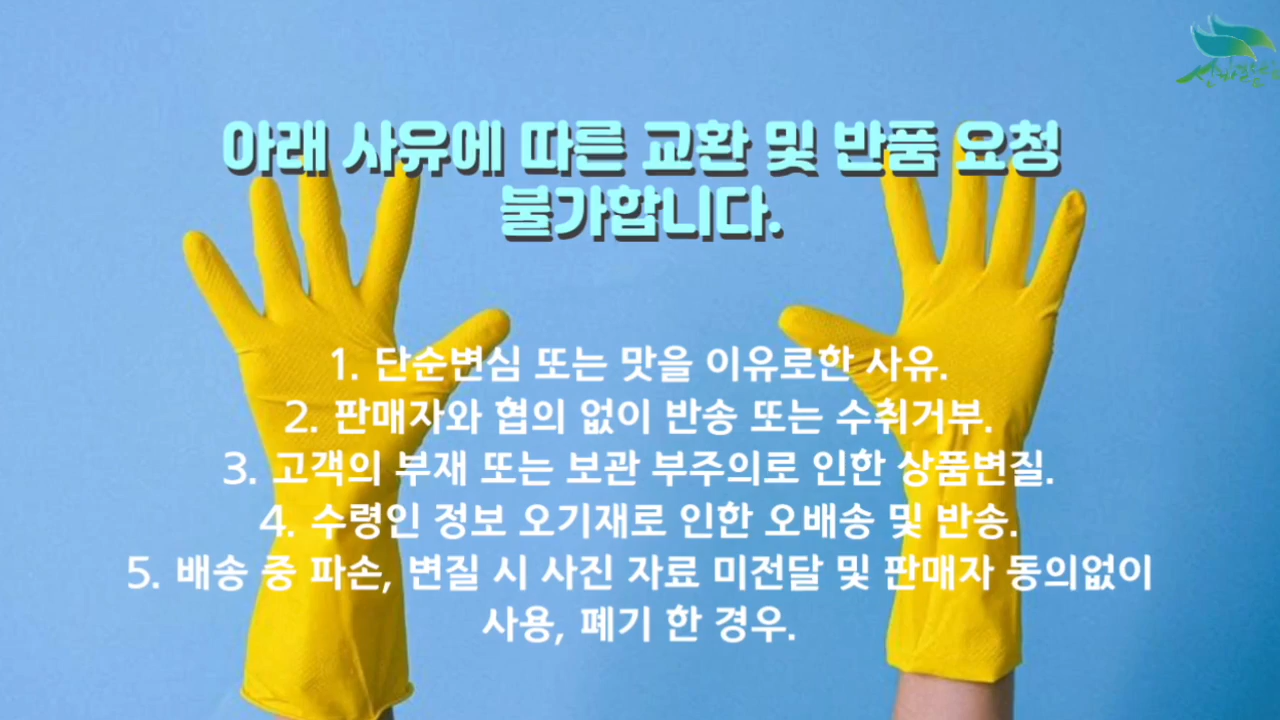 아래 사유에 따른 교환 및 반품 요청
불가합니다.
1. 단순변심 또는 맛을 이유로한 사유.
2. 판매자와 협의 없이 반송 또는 수취거부.
3. 고객의 부재 또는 보관 부주의로 인한 상품변질.
4. 수령인 정보 오기재로 인한 오배송 및 반송.
5. 배송 중 파손, 변질 시 사진 자료 미전달 및 판매자 동의없이
사용, 폐기 한 경우.